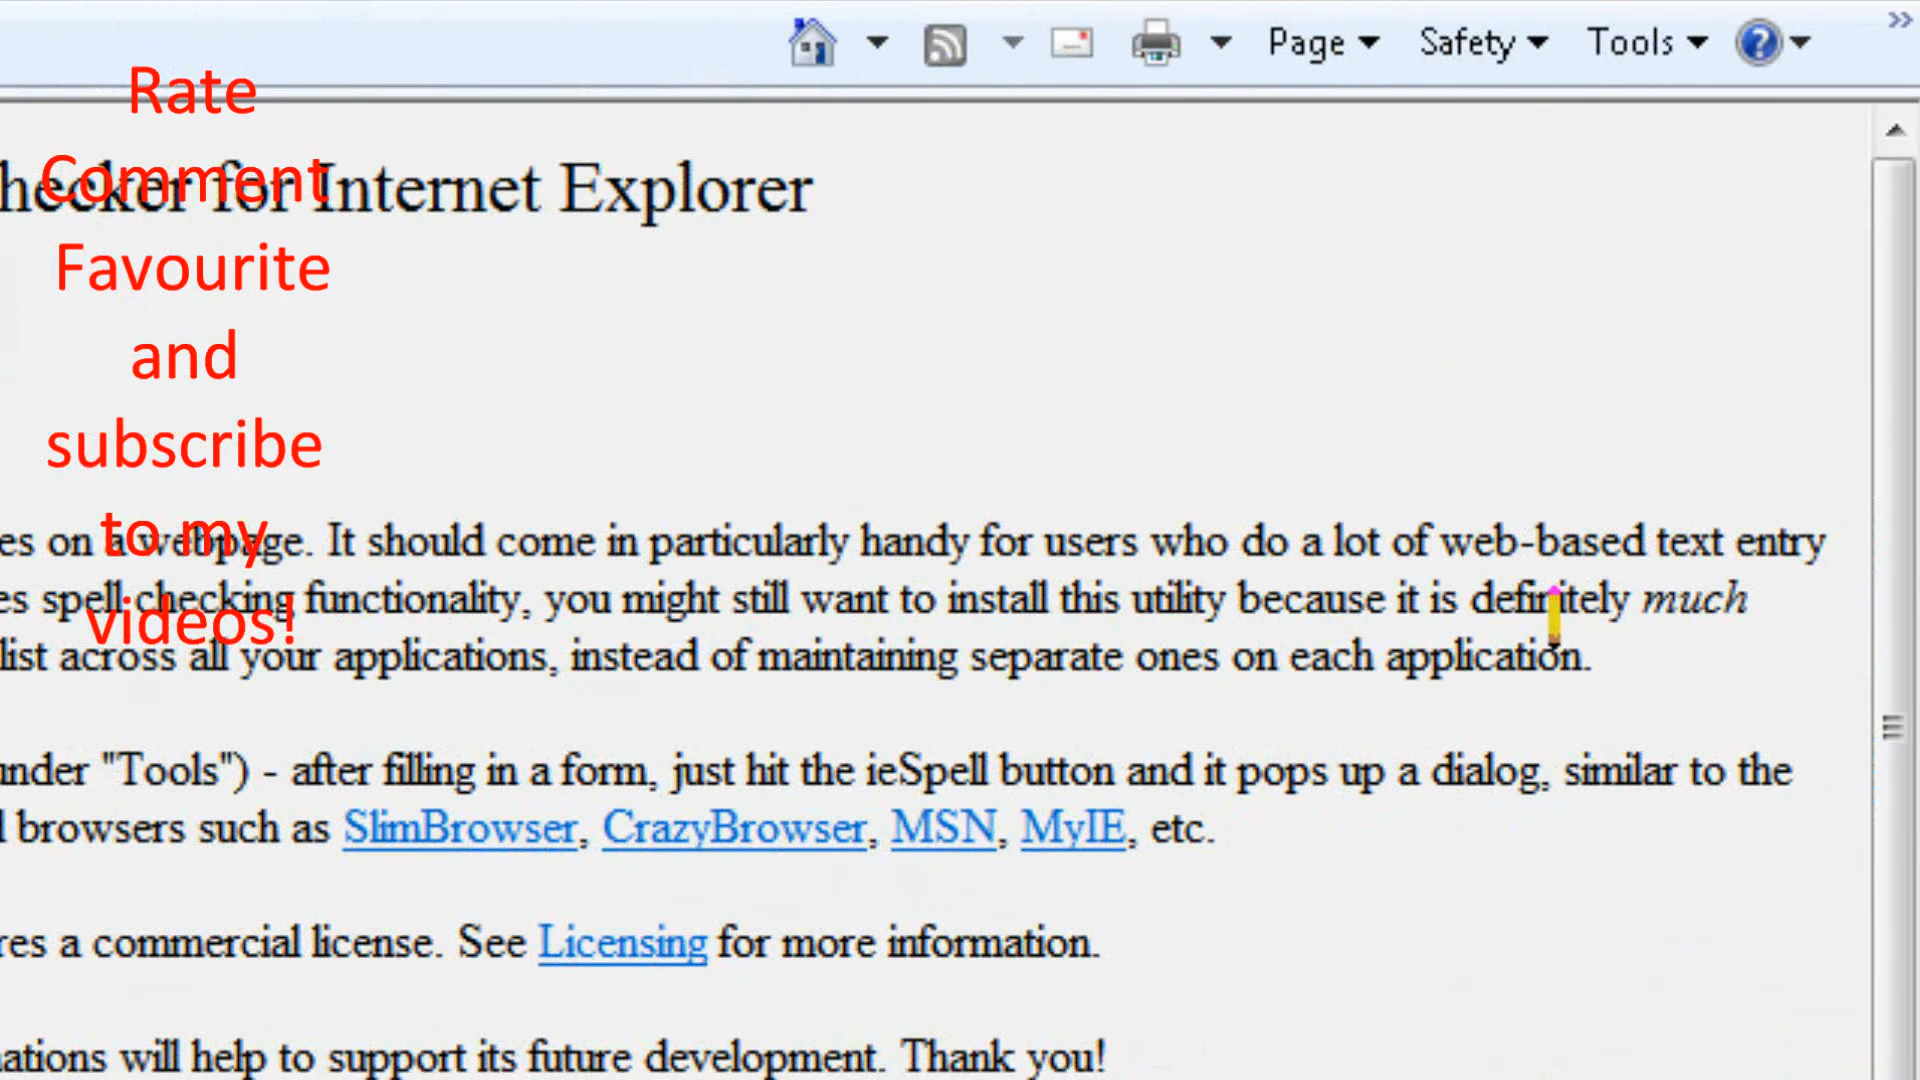 Page Safety Tools
Rate
Comment
Favourite
and
subscribe
to my
videos!
hecker for Internet Explorer
es on a webpage. It should come in particularly handy for users who do a lot of web-based text entry
es spell checking functionality, you might still want to install this utility because it is definitely much
list across all your applications, instead of maintaining separate ones on each application.
under "Tools") - after filling in a form, just hit the ieSpell button and it pops up a dialog, similar to the
l browsers such as SlimBrowser, CrazyBrowser, MSN, MyIE, etc.
res a commercial license. See Licensing for more information.
ations will help to support its future development. Thank you!